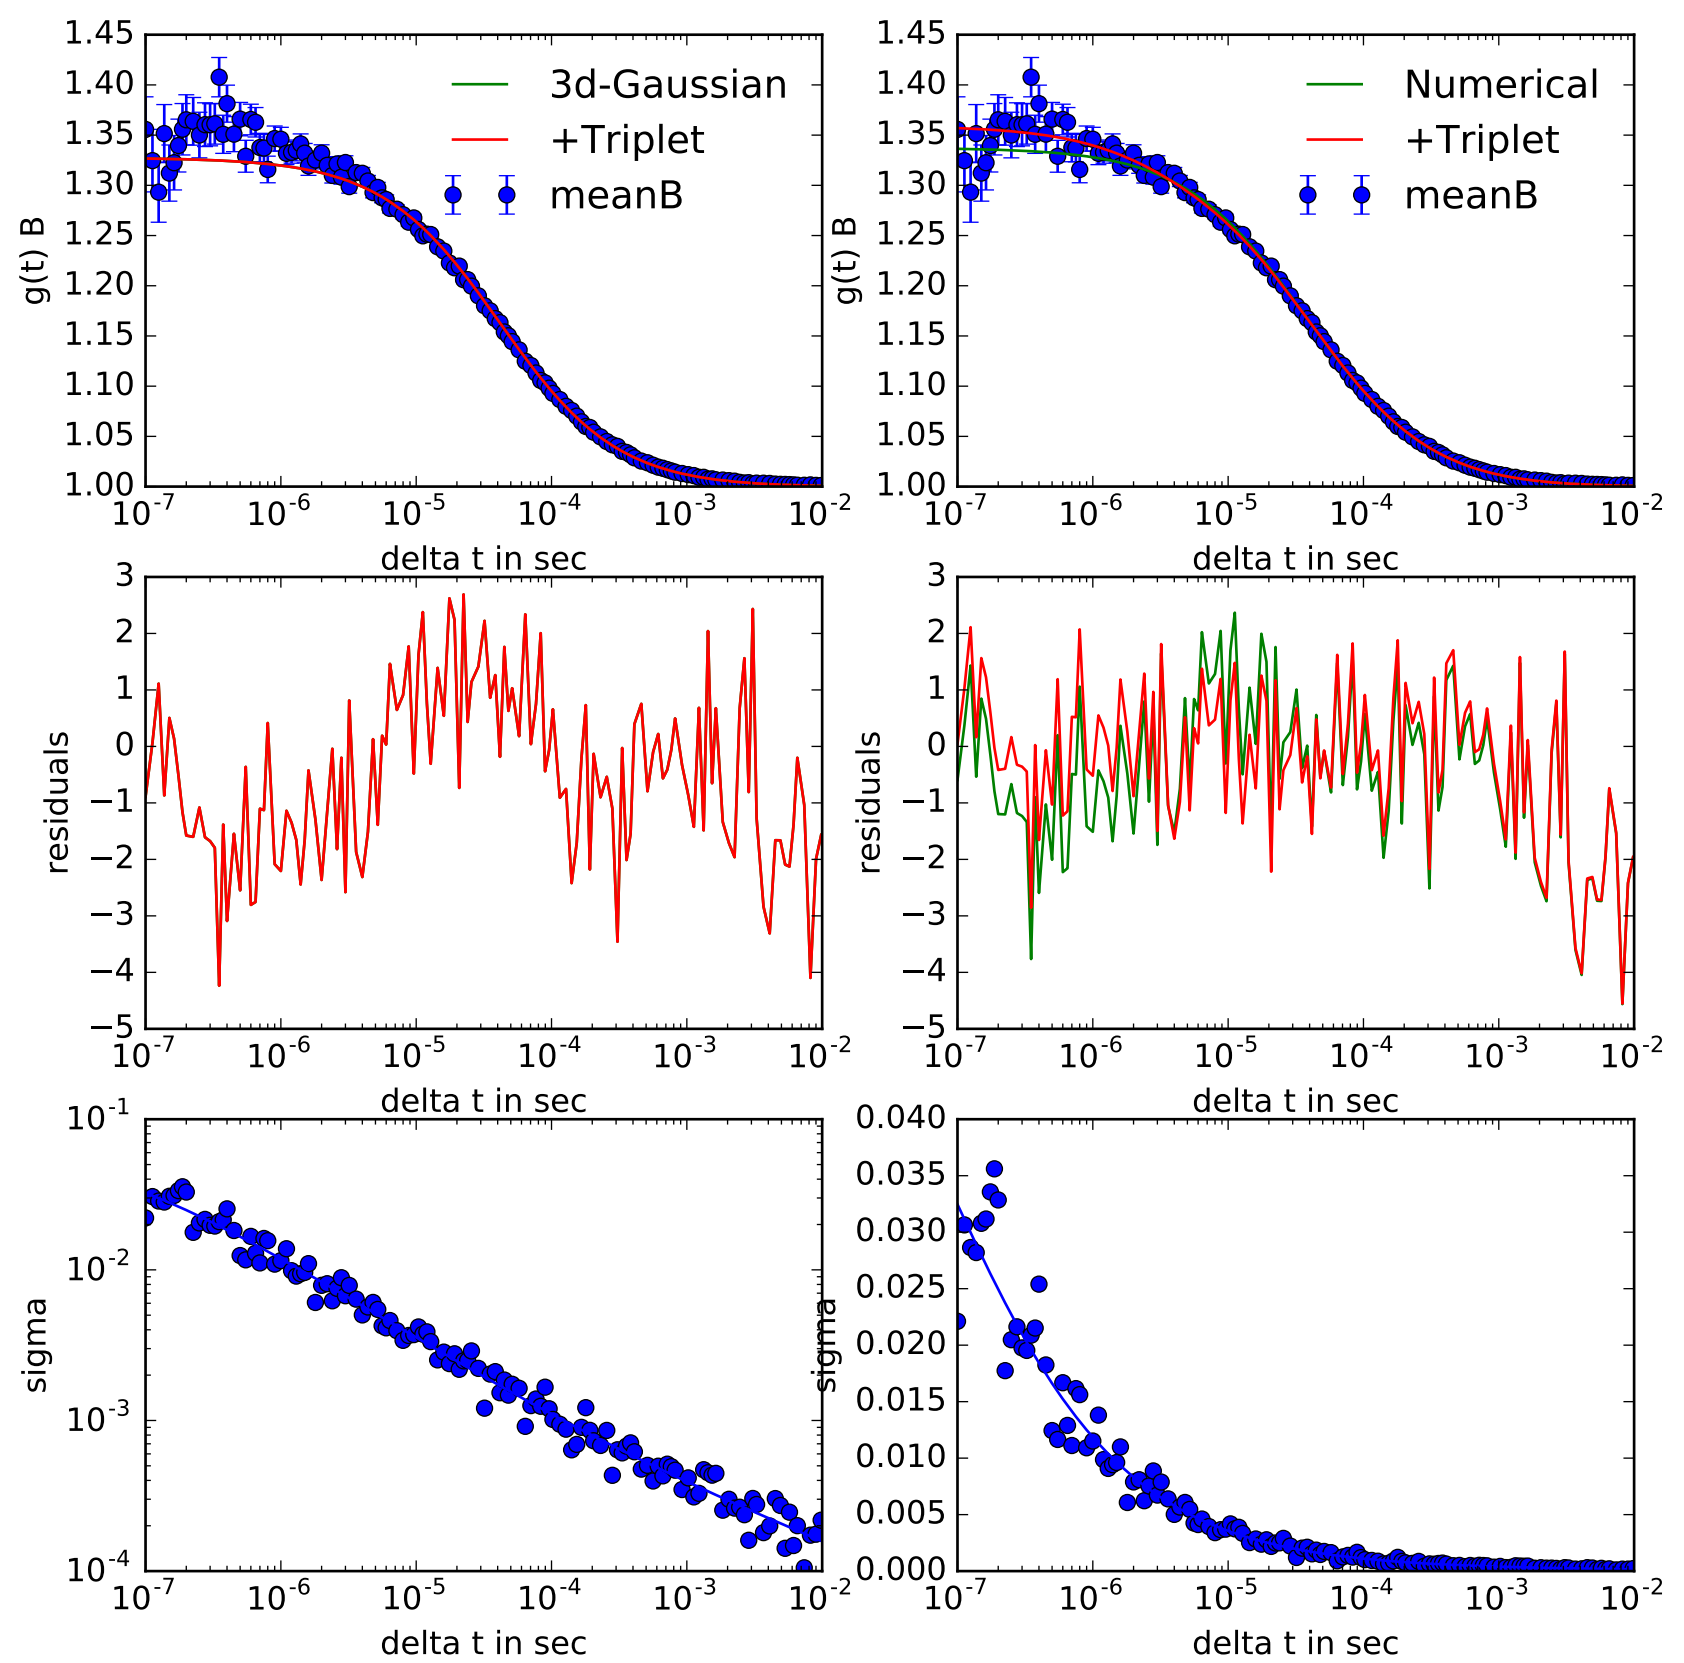 1.45
1.40
1.35
1.30
1.25
1.20
1.15
1.10
1.05
1.00
g(t) B
3d-Gaussian
+Triplet
meanB
10^-7 10^-6 10^-5 10^-4 10^-3 10^-2
delta t in sec
1.45
1.40
1.35
1.30
1.25
1.20
1.15
1.10
1.05
1.00
g(t) B
Numerical
+Triplet
meanB
10^-7 10^-6 10^-5 10^-4 10^-3 10^-2
delta t in sec
3
2
1
0
−1
−2
−3
−4
−5
residuals
10^-7 10^-6 10^-5 10^-4 10^-3 10^-2
delta t in sec
3
2
1
0
−1
−2
−3
−4
−5
residuals
10^-7 10^-6 10^-5 10^-4 10^-3 10^-2
delta t in sec
10^-1
10^-2
10^-3
10^-4
sigma
10^-7 10^-6 10^-5 10^-4 10^-3 10^-2
delta t in sec
0.040
0.035
0.030
0.025
0.020
0.015
0.010
0.005
0.000
sigma
10^-7 10^-6 10^-5 10^-4 10^-3 10^-2
delta t in sec